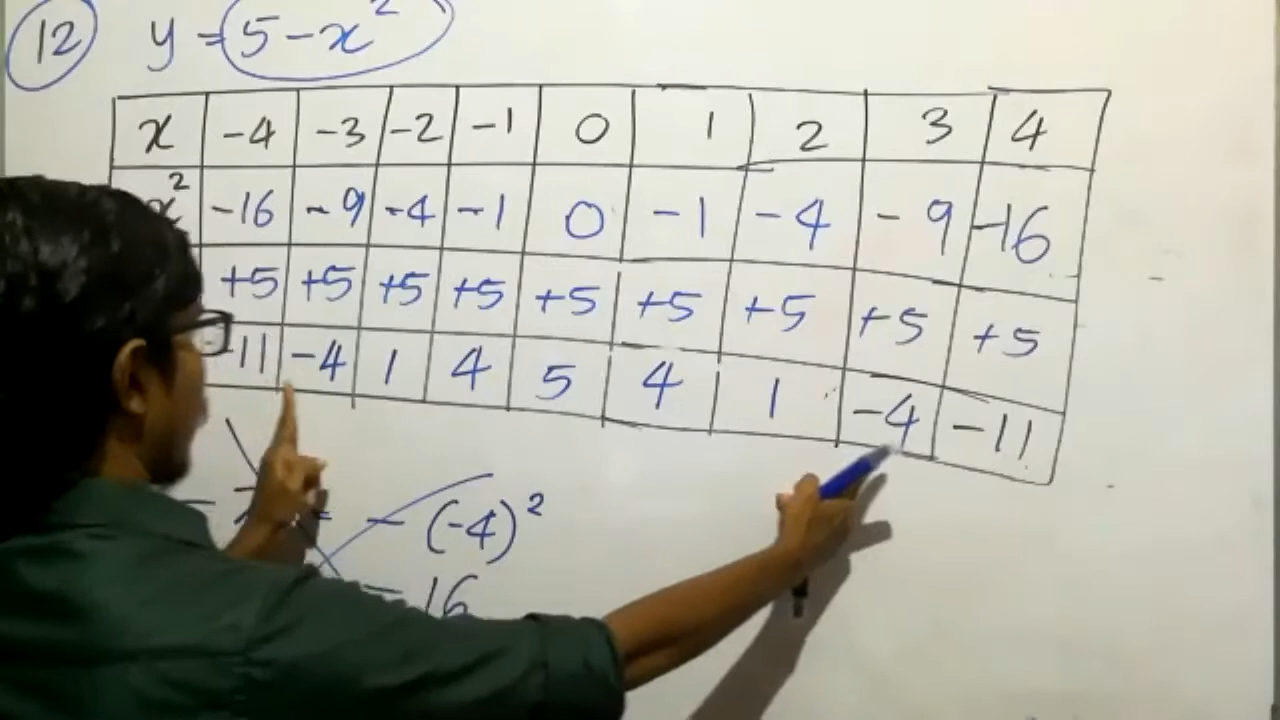 12 y = 5 - x²
x -4 -3 -2 -1 0 1 2 3 4
x² -16 -9 -4 -1 0 -1 -4 -9 -16
+5 +5 +5 +5 +5 +5 +5 +5 +5
-11 -4 1 4 5 4 1 -4 -11
= - (-4)²
= 16